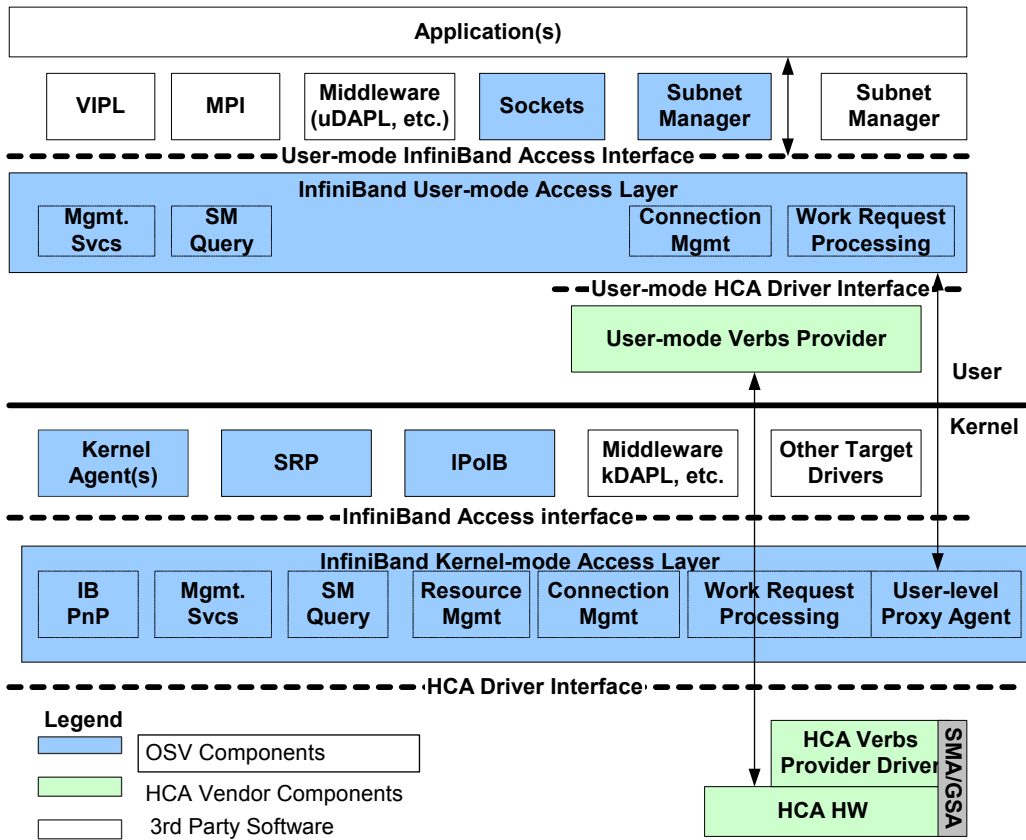 Application(s)
VIPL
MPI
Middleware
(uDAPL, etc.)
Sockets
Subnet
Manager
Subnet
Manager
User-mode InfiniBand Access Interface
InfiniBand User-mode Access Layer
Mgmt.
Svcs
SM
Query
Connection
Mgmt
Work Request
Processing
User-mode HCA Driver Interface
User-mode Verbs Provider
User
Kernel
Kernel
Agent(s)
SRP
IPoIB
Middleware
kDAPL, etc.
Other Target
Drivers
InfiniBand Access interface
InfiniBand Kernel-mode Access Layer
IB
PnP
Mgmt.
Svcs
SM
Query
Resource
Mgmt
Connection
Mgmt
Work Request
Processing
User-level
Proxy Agent
HCA Driver Interface
Legend
OSV Components
HCA Vendor Components
3rd Party Software
HCA Verbs
Provider Driver
HCA HW
SMA/GSA